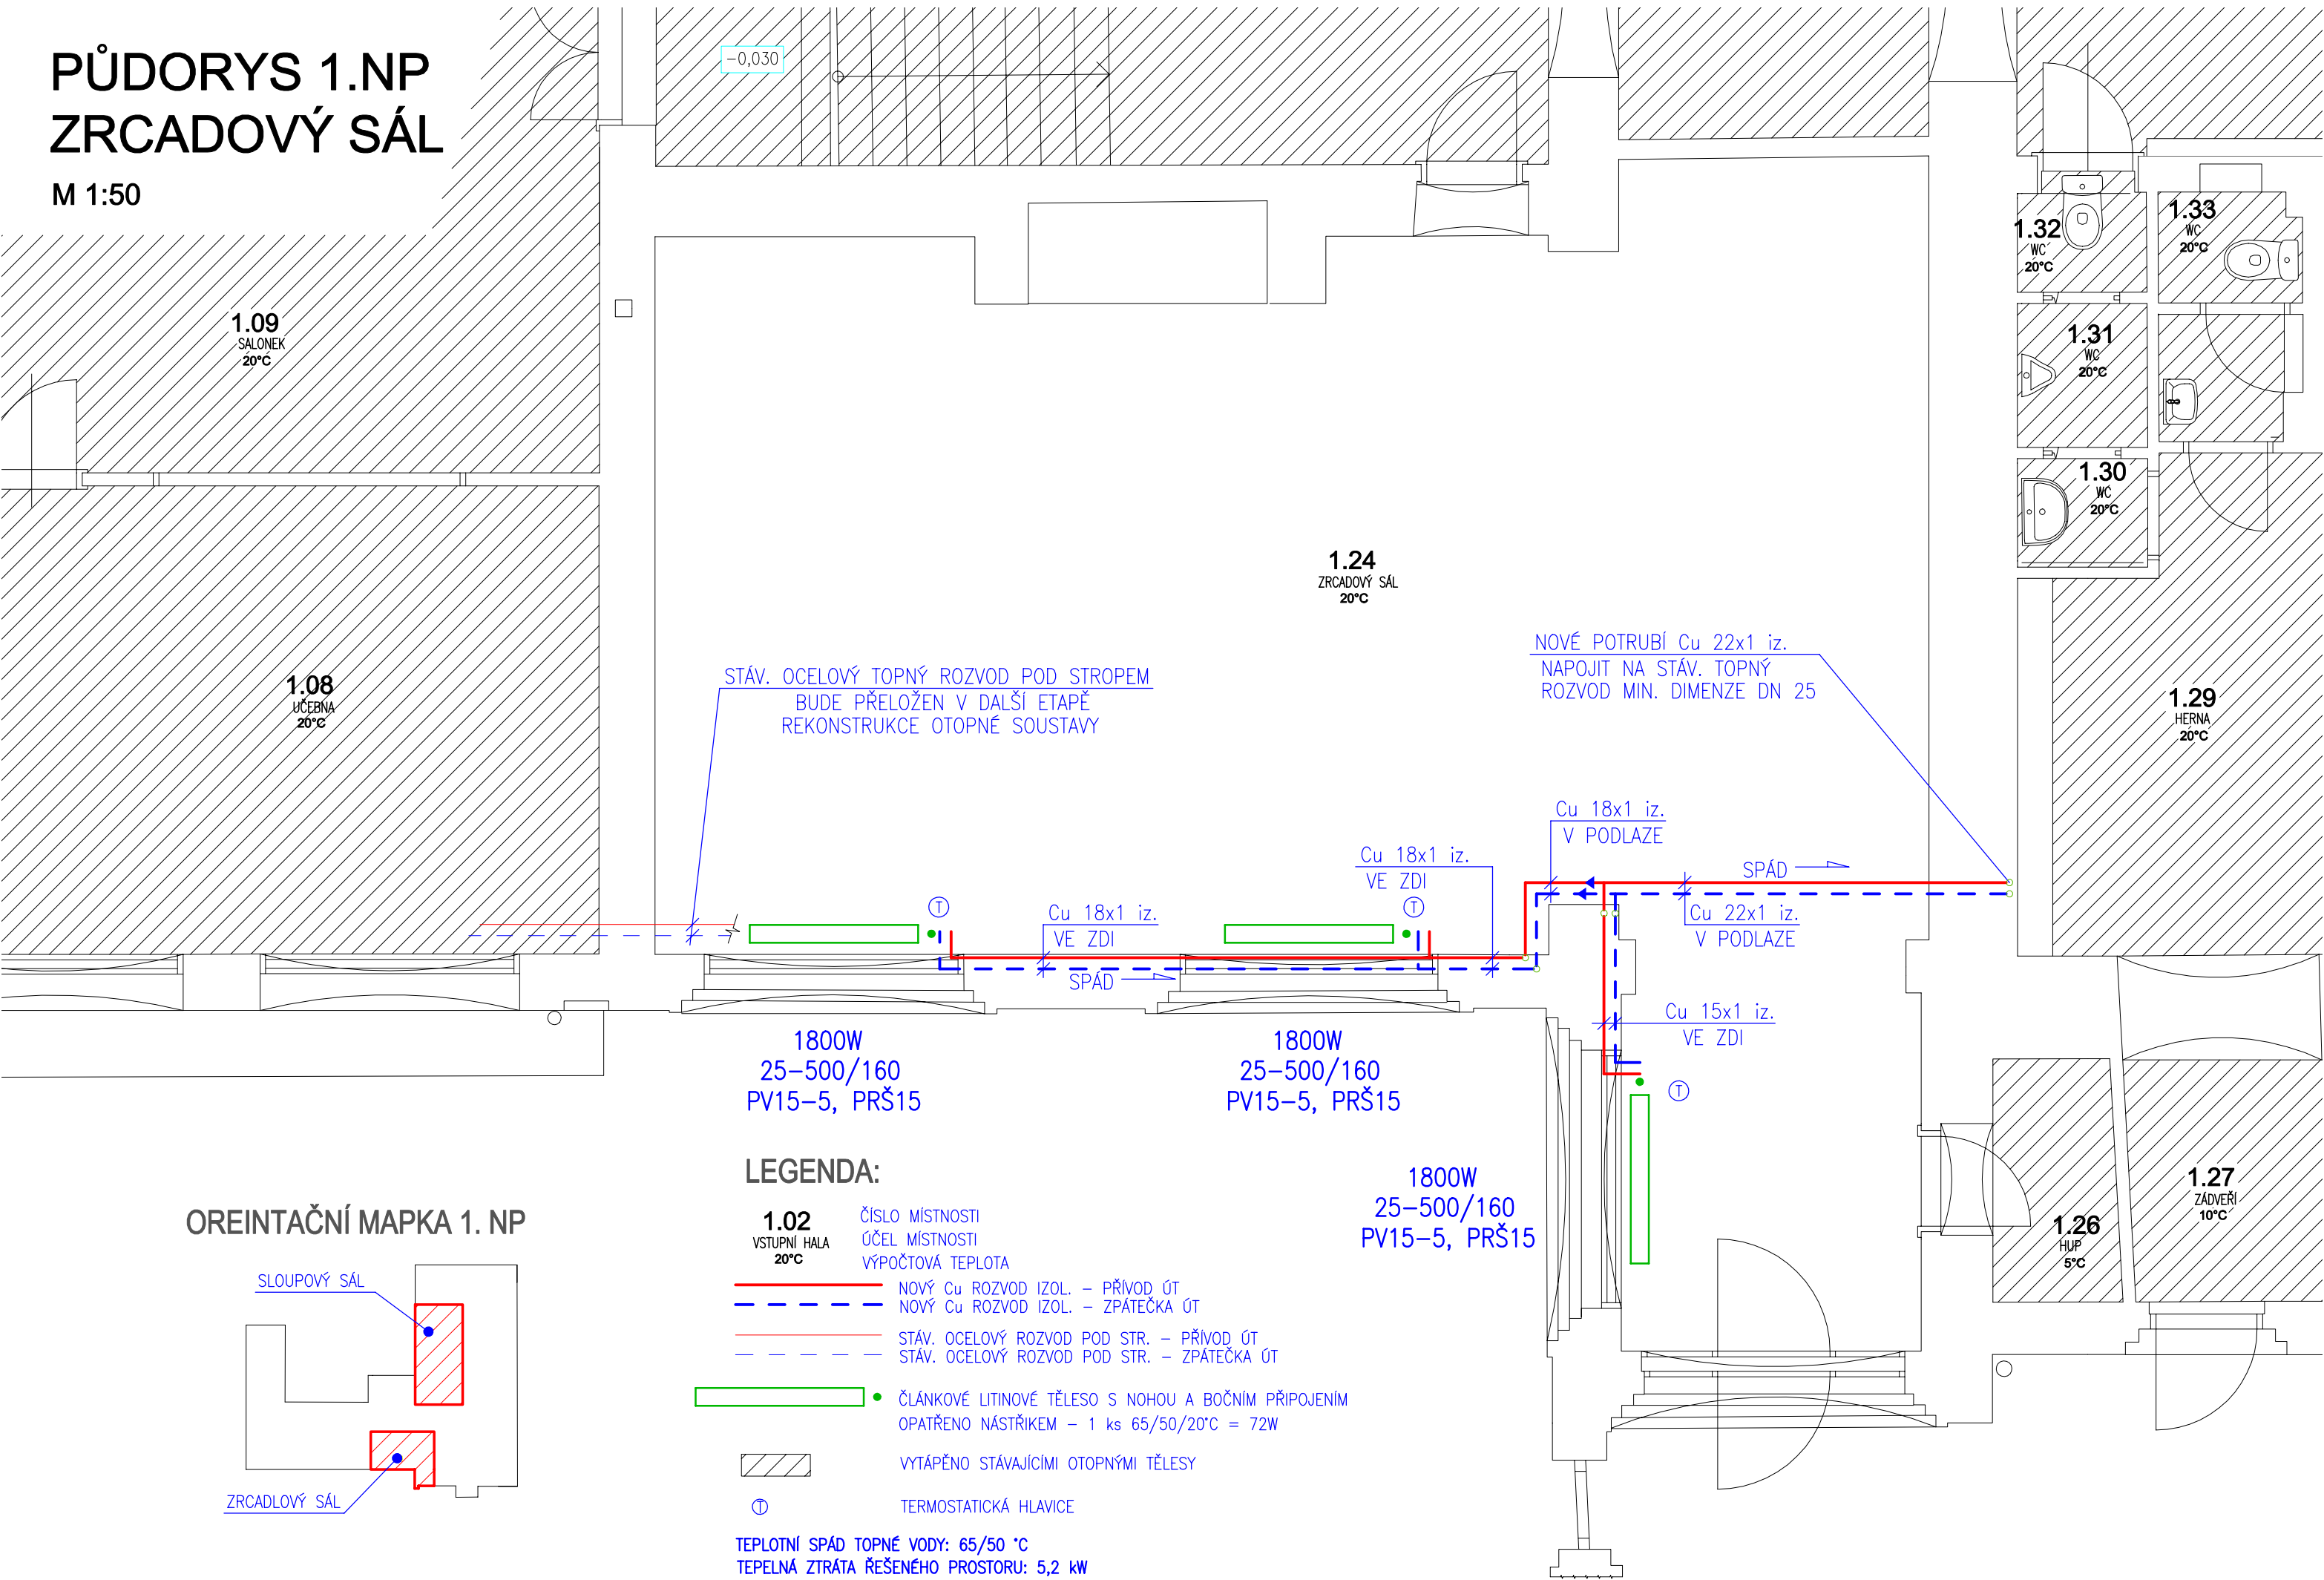 PŮDORYS 1.NP
ZRCADOVÝ SÁL
M 1:50
-0,030
1.09
SALONEK
20°C
1.32
WC
20°C
1.33
WC
20°C
1.31
WC
20°C
1.30
WC
20°C
1.24
ZRCADOVÝ SÁL
20°C
1.08
UČEBNA
20°C
1.29
HERNA
20°C
STÁV. OCELOVÝ TOPNÝ ROZVOD POD STROPEM
BUDE PŘELOŽEN V DALŠÍ ETAPĚ
REKONSTRUKCE OTOPNÉ SOUSTAVY
NOVÉ POTRUBÍ Cu 22x1 iz.
NAPOJIT NA STÁV. TOPNÝ
ROZVOD MIN. DIMENZE DN 25
Cu 18x1 iz.
V PODLAZE
Cu 18x1 iz.
VE ZDI
SPÁD
T
T
Cu 18x1 iz.
VE ZDI
SPÁD
Cu 22x1 iz.
V PODLAZE
Cu 15x1 iz.
VE ZDI
T
1800W
25-500/160
PV15-5, PRŠ15
1800W
25-500/160
PV15-5, PRŠ15
1800W
25-500/160
PV15-5, PRŠ15
1.27
ZÁDVEŘÍ
10°C
1.26
HUP
5°C
OREINTAČNÍ MAPKA 1. NP
SLOUPOVÝ SÁL
ZRCADLOVÝ SÁL
LEGENDA:
1.02
VSTUPNÍ HALA
20°C
ČÍSLO MÍSTNOSTI
ÚČEL MÍSTNOSTI
VÝPOČTOVÁ TEPLOTA
NOVÝ Cu ROZVOD IZOL. - PŘÍVOD ÚT
NOVÝ Cu ROZVOD IZOL. - ZPÁTEČKA ÚT
STÁV. OCELOVÝ ROZVOD POD STR. - PŘÍVOD ÚT
STÁV. OCELOVÝ ROZVOD POD STR. - ZPÁTEČKA ÚT
ČLÁNKOVÉ LITINOVÉ TĚLESO S NOHOU A BOČNÍM PŘIPOJENÍM
OPATŘENO NÁSTŘIKEM - 1 ks 65/50/20°C = 72W
VYTÁPĚNO STÁVAJÍCÍMI OTOPNÝMI TĚLESY
T TERMOSTATICKÁ HLAVICE
TEPLOTNÍ SPÁD TOPNÉ VODY: 65/50 °C
TEPELNÁ ZTRÁTA ŘEŠENÉHO PROSTORU: 5,2 kW